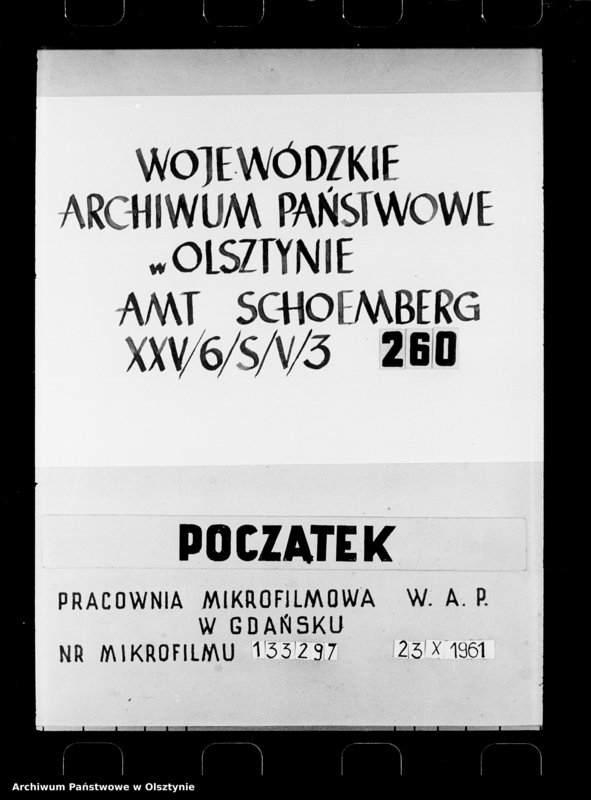 WOJEWÓDZKIE
ARCHIWUM PAŃSTWOWE
w OLSZTYNIE
AMT SCHOEMBERG
XXV/6/S/V/3 260
POCZĄTEK
PRACOWNIA MIKROFILMOWA W. A. P.
W GDAŃSKU
NR MIKROFILMU 133297 23 X 1961
Archiwum Państwowe w Olsztynie